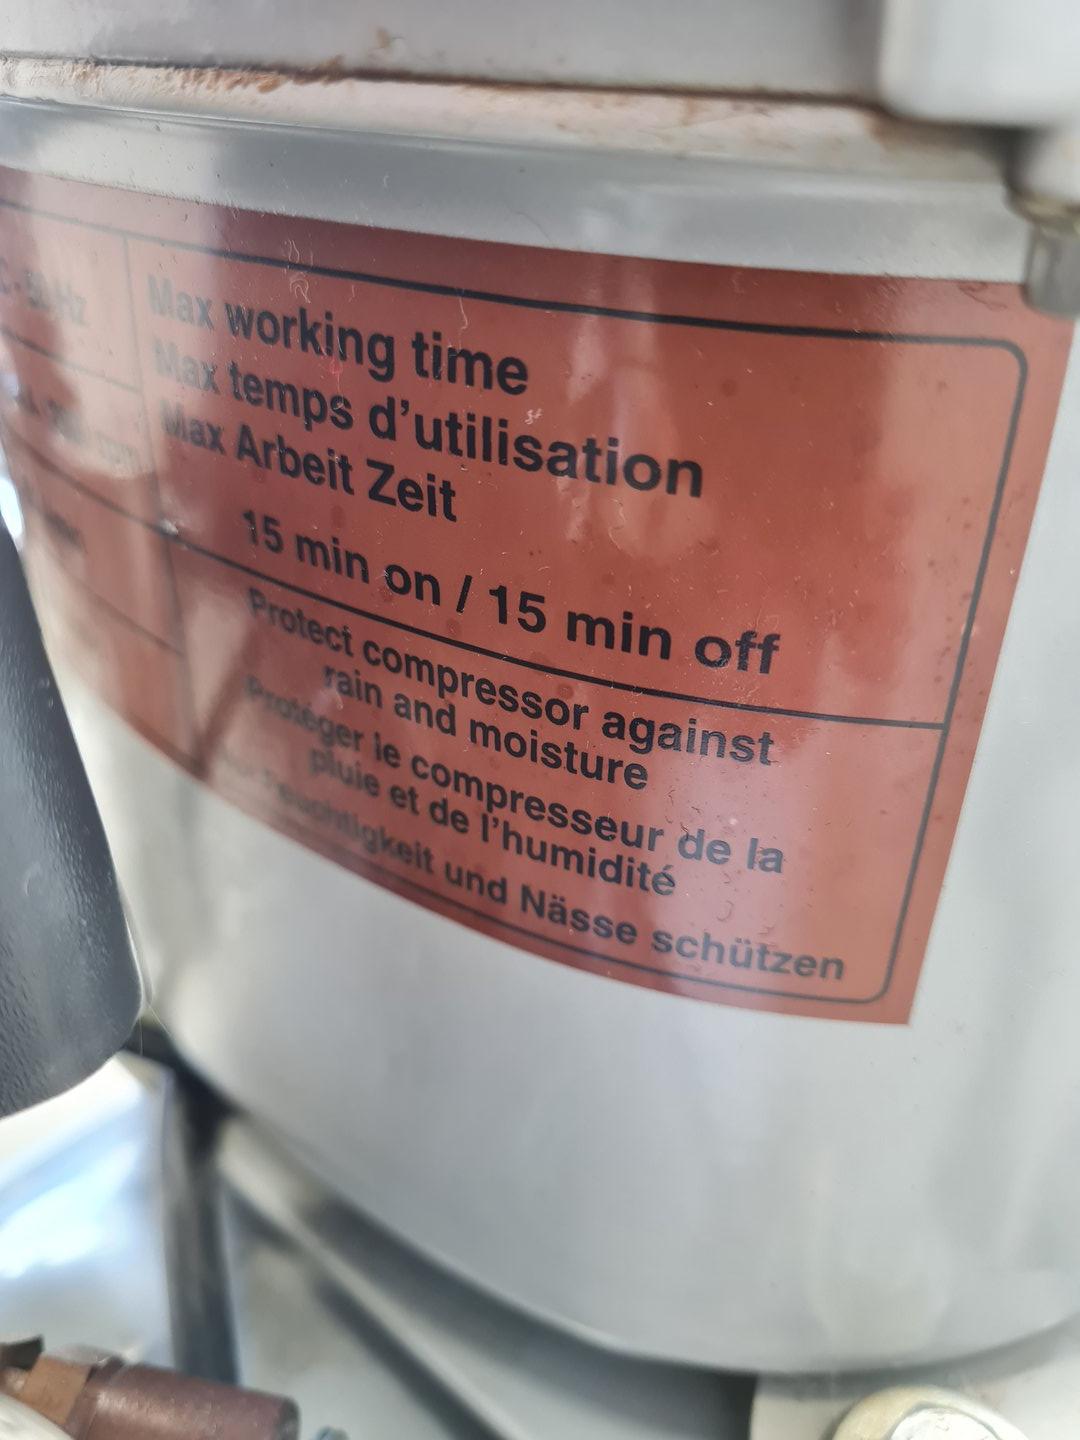 Hz
Max working time
Max temps d'utilisation
Max Arbeit Zeit
15 min on / 15 min off
Protect compressor against
rain and moisture
Protéger le compresseur de la
pluie et de l'humidité
Feuchtigkeit und Nässe schützen